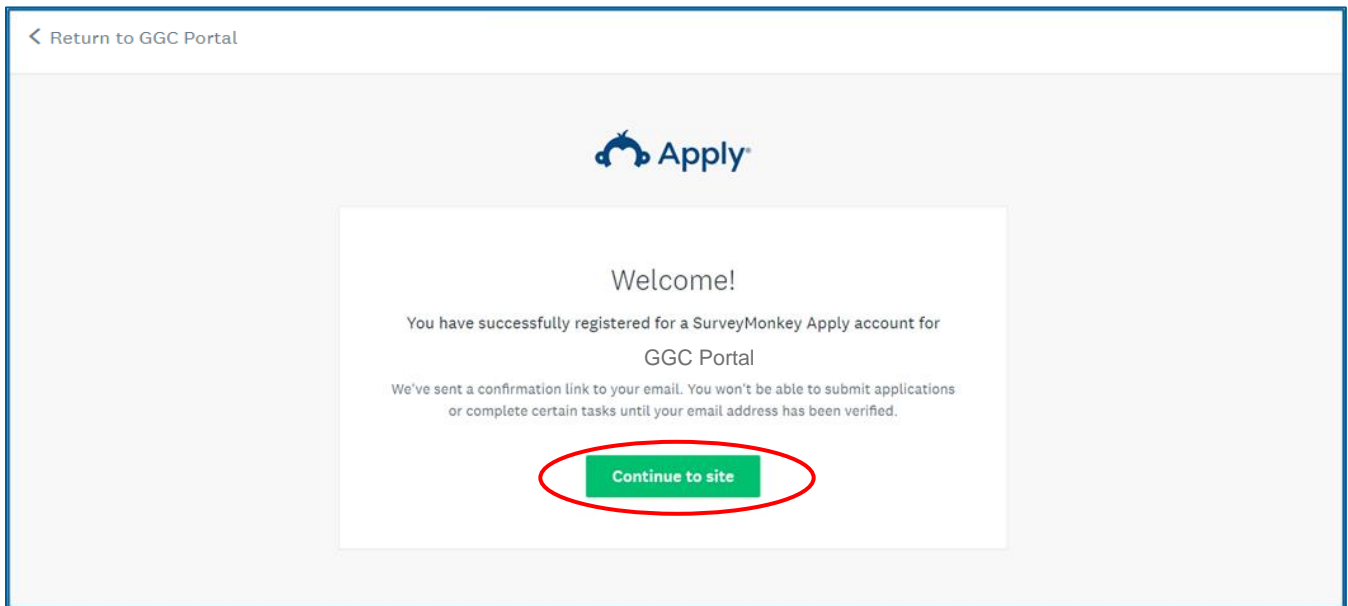 Return to GGC Portal
Apply®
Welcome!
You have successfully registered for a SurveyMonkey Apply account for
GGC Portal
We've sent a confirmation link to your email. You won't be able to submit applications
or complete certain tasks until your email address has been verified.
Continue to site